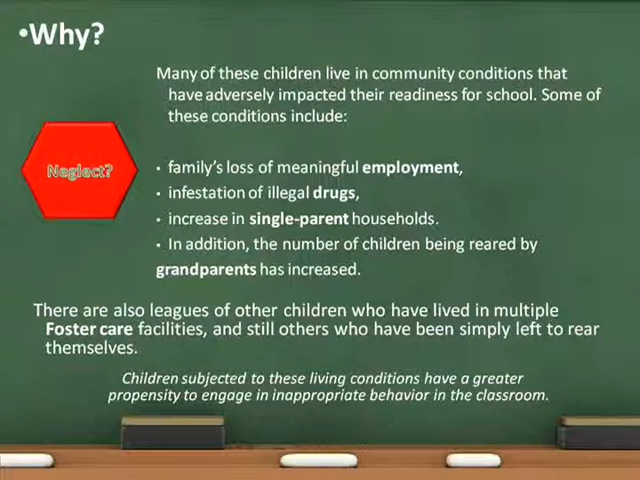 •Why?
Many of these children live in community conditions that
have adversely impacted their readiness for school. Some of
these conditions include:
Neglect?
• family's loss of meaningful employment,
• infestation of illegal drugs,
• increase in single-parent households.
• In addition, the number of children being reared by
grandparents has increased.
There are also leagues of other children who have lived in multiple
Foster care facilities, and still others who have been simply left to rear
themselves.
Children subjected to these living conditions have a greater
propensity to engage in inappropriate behavior in the classroom.